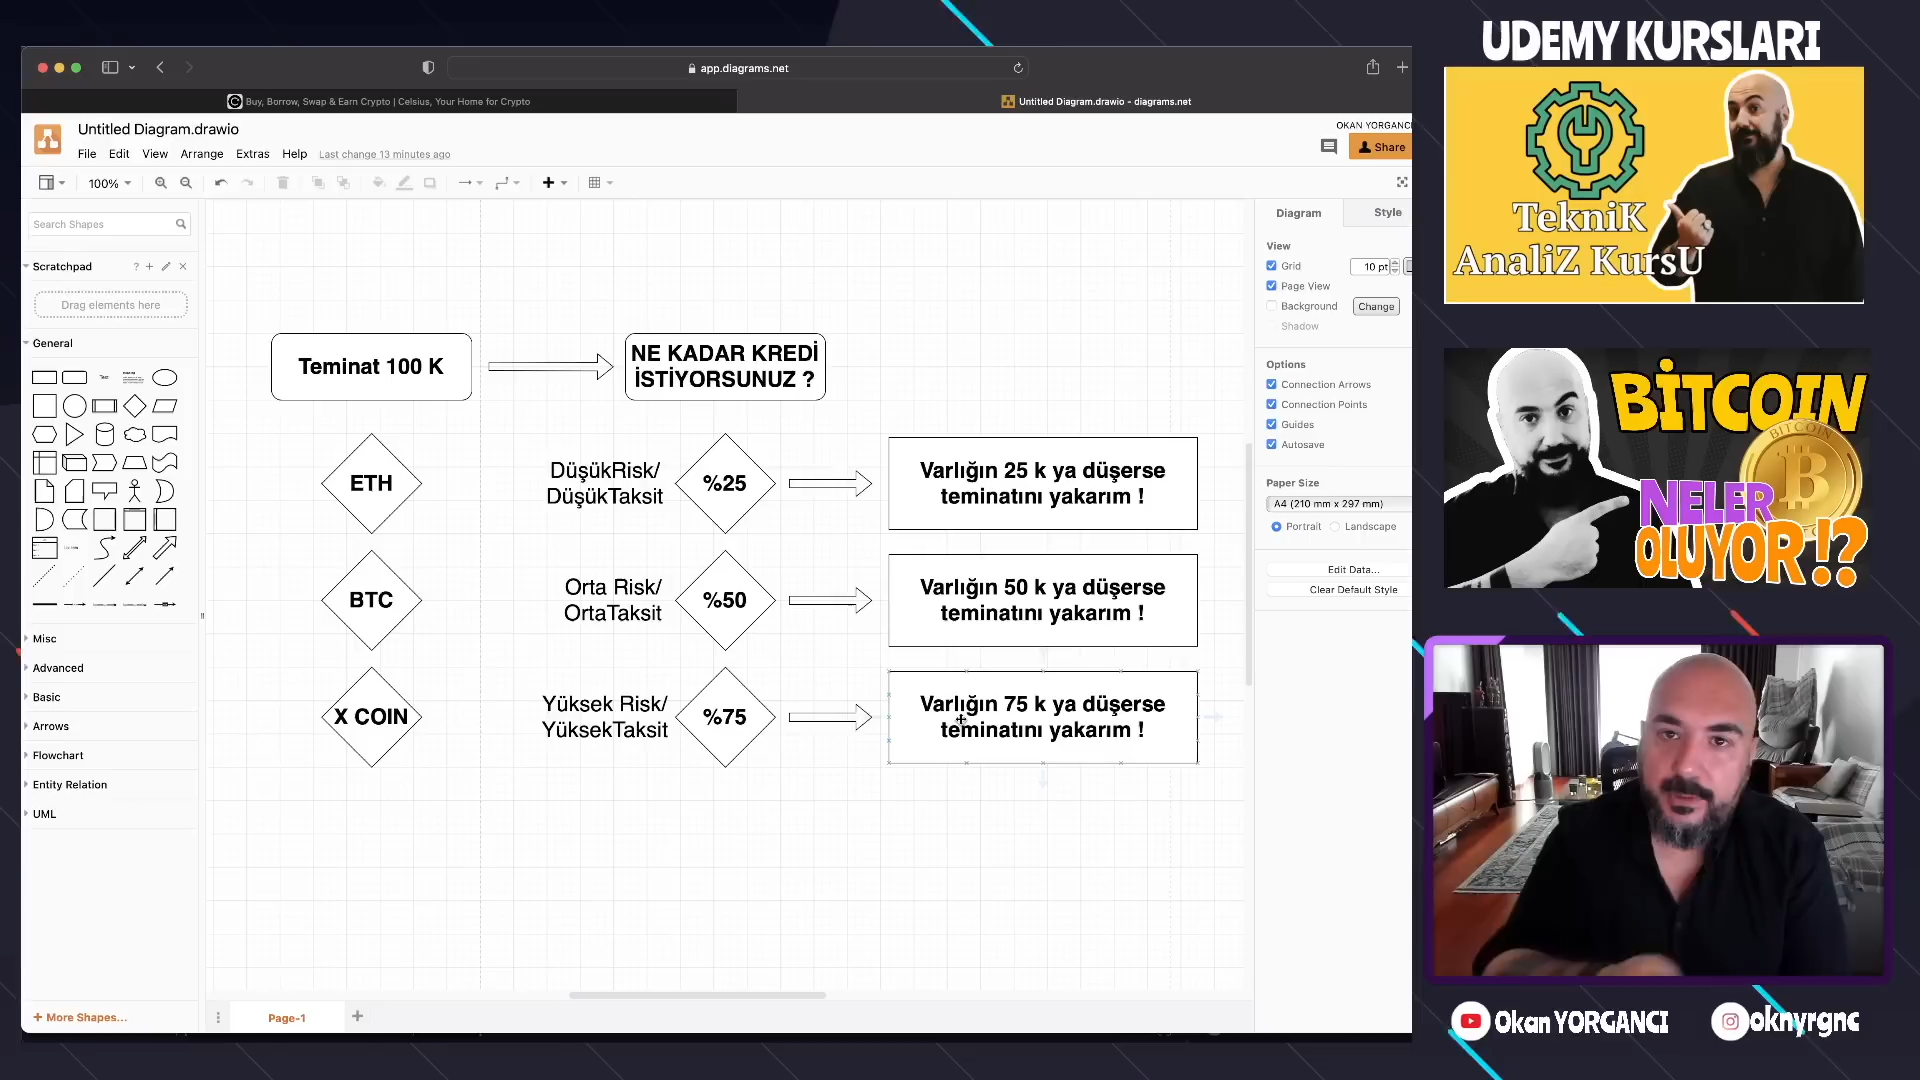 UDEMY KURSLARI
TekniK
AnaliZ KursU
BİTCOIN
BITCOIN
NELER
OLUYOR !?
Okan YORGANCI
oknyrgnc
app.diagrams.net
Buy, Borrow, Swap & Earn Crypto | Celsius, Your Home for Crypto
Untitled Diagram.drawio - diagrams.net
Untitled Diagram.drawio
OKAN YORGANCI
File Edit View Arrange Extras Help Last change 13 minutes ago
Share
100%
Search Shapes
Scratchpad
Drag elements here
General
Text
Misc
Advanced
Basic
Arrows
Flowchart
Entity Relation
UML
+ More Shapes...
Page-1
Teminat 100 K
NE KADAR KREDİ
İSTİYORSUNUZ ?
ETH
DüşükRisk/
DüşükTaksit
%25
Varlığın 25 k ya düşerse
teminatını yakarım !
BTC
Orta Risk/
OrtaTaksit
%50
Varlığın 50 k ya düşerse
teminatını yakarım !
X COIN
Yüksek Risk/
YüksekTaksit
%75
Varlığın 75 k ya düşerse
teminatını yakarım !
Diagram Style
View
Grid 10 pt
Page View
Background Change
Shadow
Options
Connection Arrows
Connection Points
Guides
Autosave
Paper Size
A4 (210 mm x 297 mm)
Portrait Landscape
Edit Data...
Clear Default Style